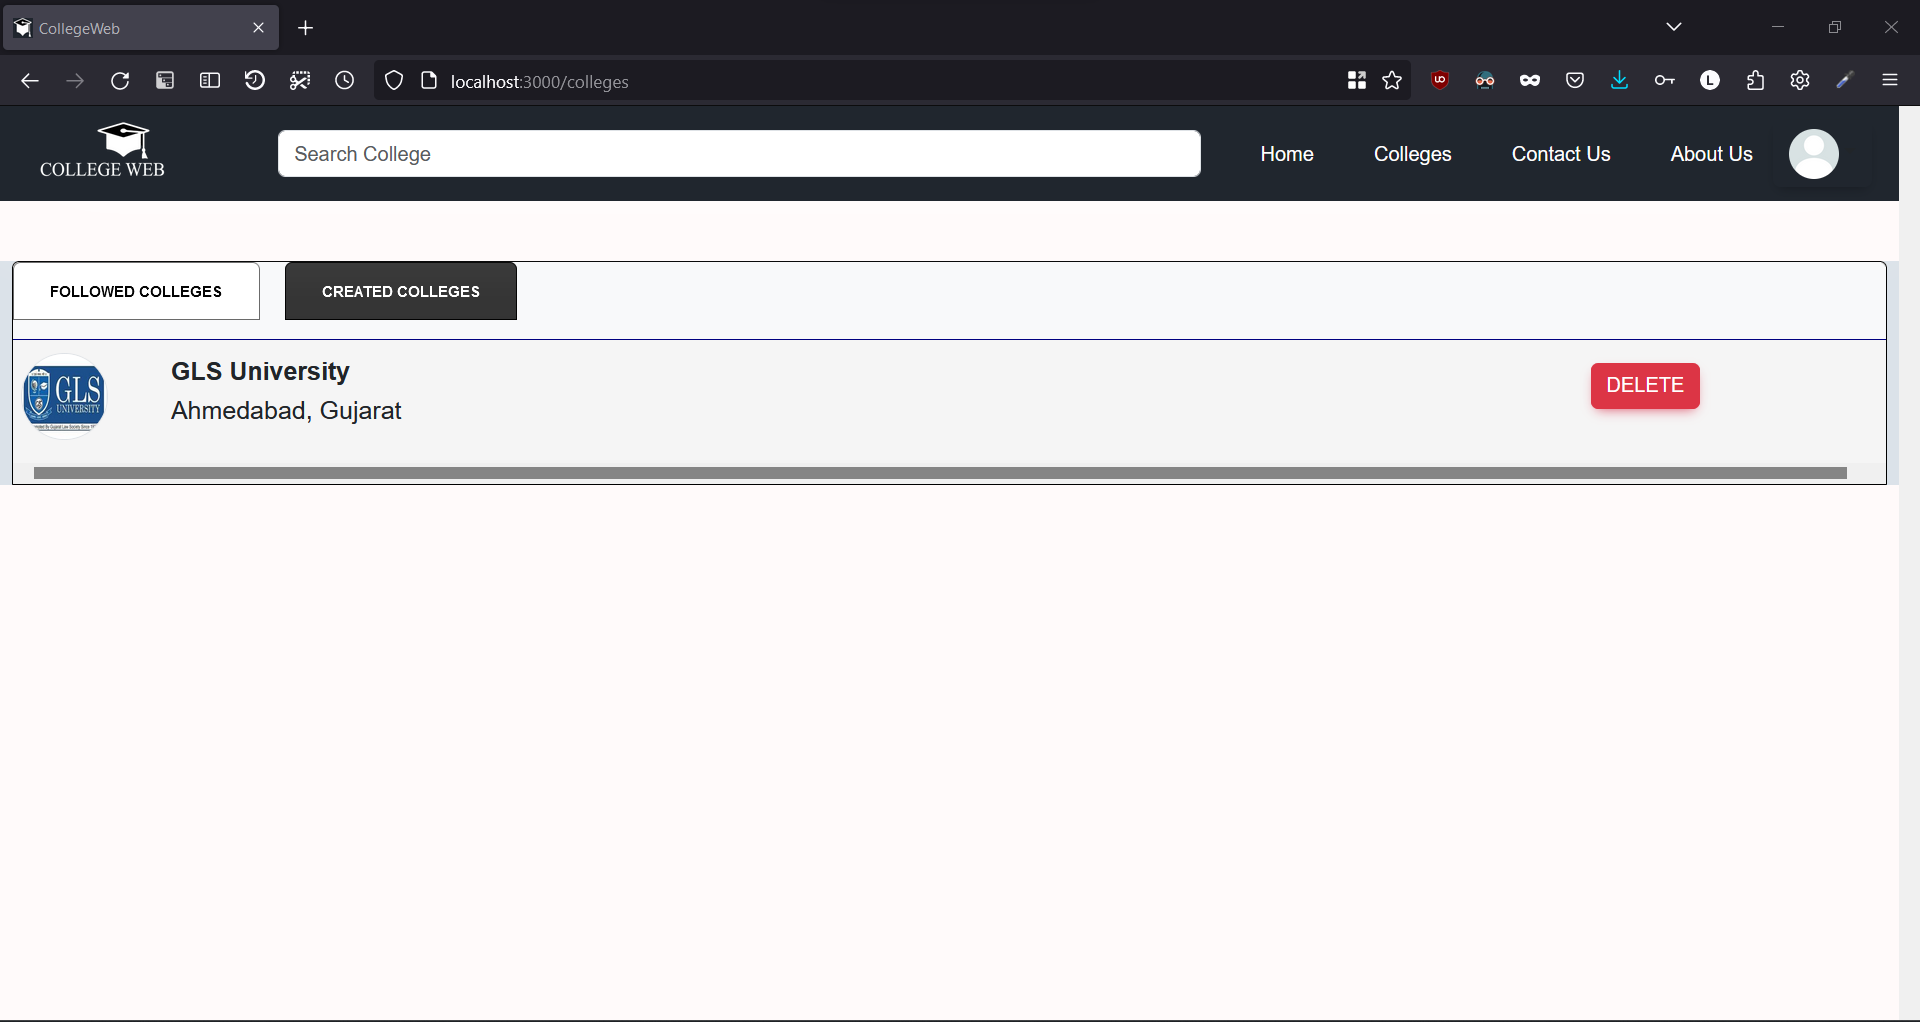 CollegeWeb
localhost:3000/colleges
COLLEGE WEB
Search College
Home
Colleges
Contact Us
About Us
FOLLOWED COLLEGES
CREATED COLLEGES
GLS
UNIVERSITY
GLS University
Ahmedabad, Gujarat
DELETE